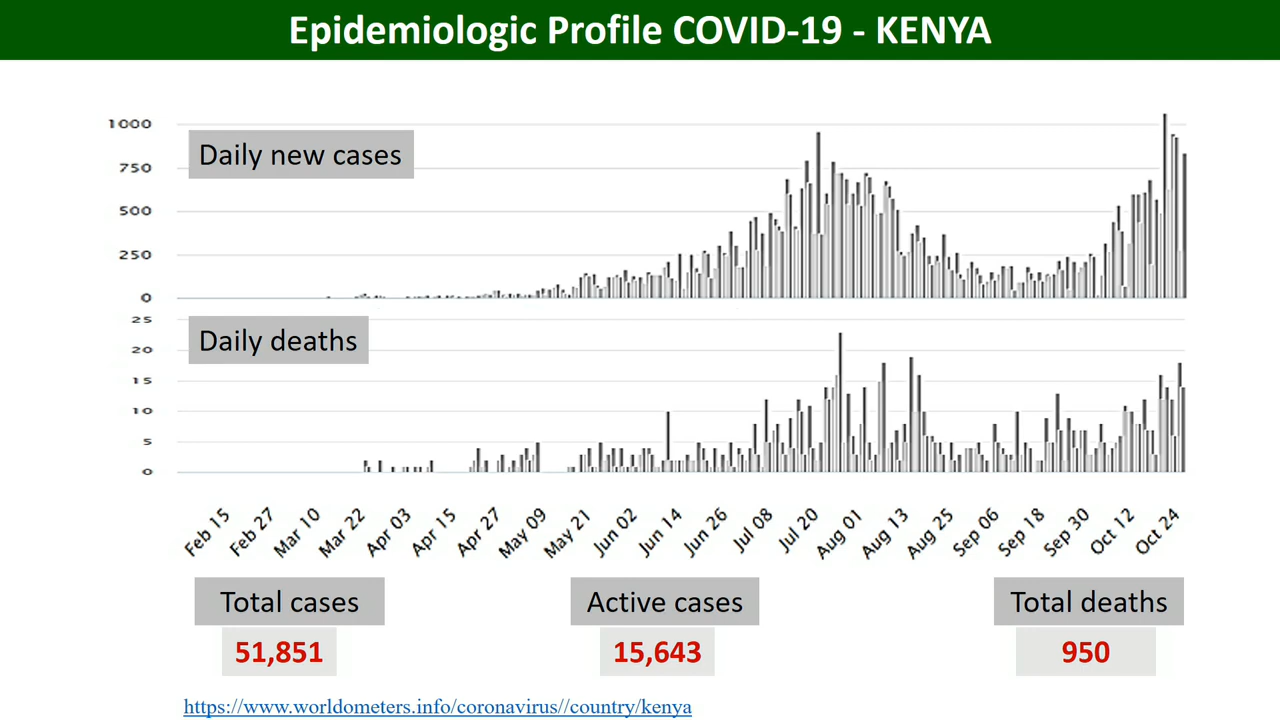 Epidemiologic Profile COVID-19 - KENYA
1000
Daily new cases
750
500
250
0
25
Daily deaths
20
15
10
5
0
Feb 15 Feb 27 Mar 10 Mar 22 Apr 03 Apr 15 Apr 27 May 09 May 21 Jun 02 Jun 14 Jun 26 Jul 08 Jul 20 Aug 01 Aug 13 Aug 25 Sep 06 Sep 18 Sep 30 Oct 12 Oct 24
Total cases Active cases Total deaths
51,851 15,643 950
https://www.worldometers.info/coronavirus//country/kenya